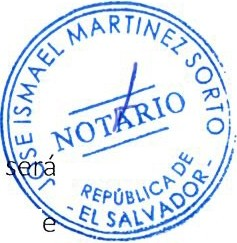 JOSE ISMAEL MARTINEZ SORTO
NOTARIO
REPÚBLICA DE
- EL SALVADOR -
será
e